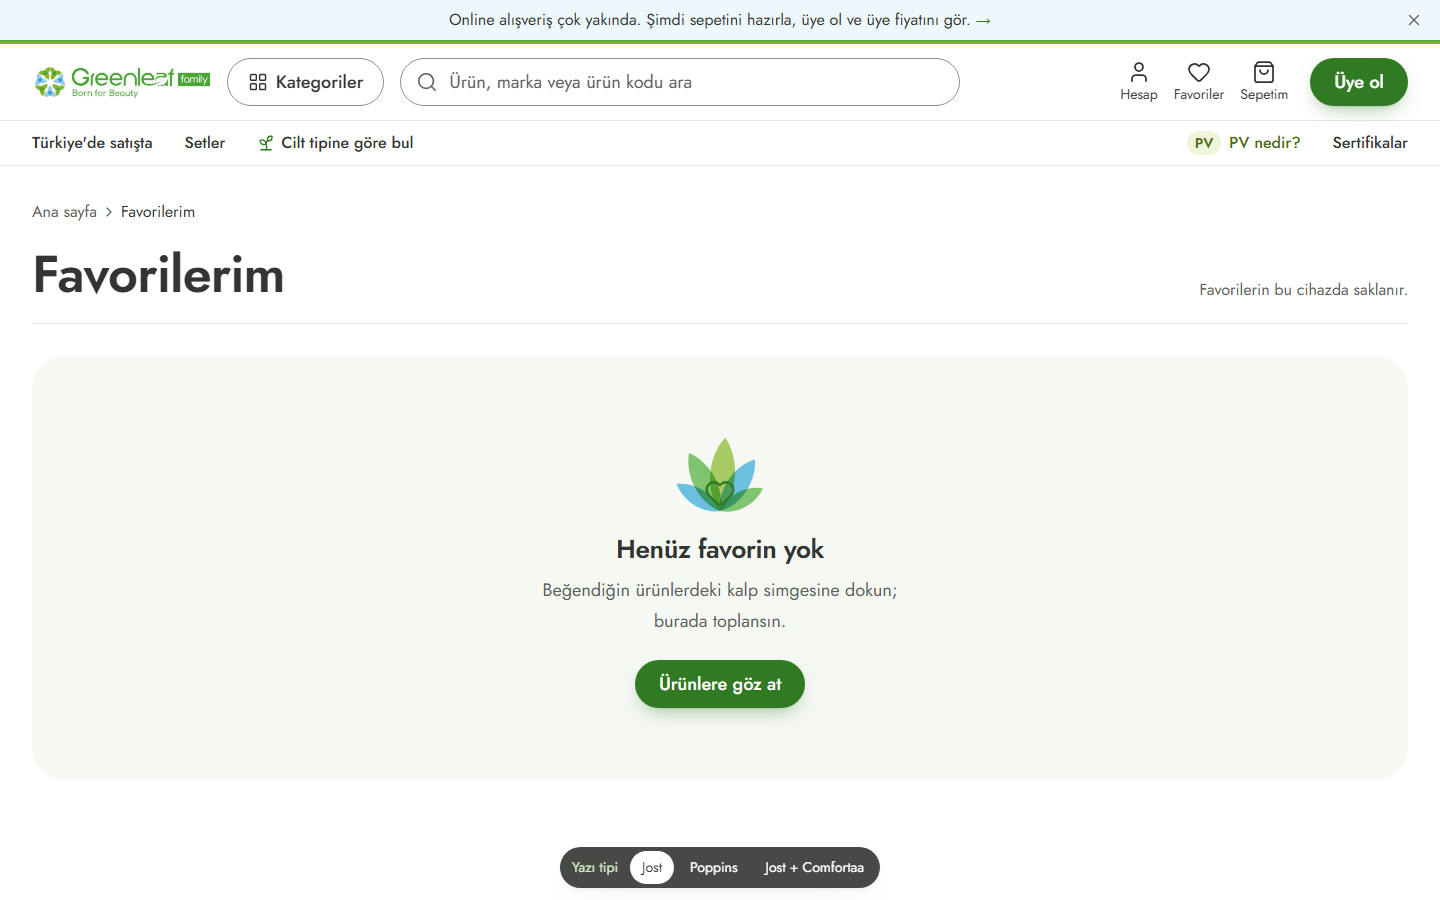 Online alışveriş çok yakında. Şimdi sepetini hazırla, üye ol ve üye fiyatını gör. →
Greenleaf family
Born for Beauty
Kategoriler
Ürün, marka veya ürün kodu ara
Hesap
Favoriler
Sepetim
Üye ol
Türkiye'de satışta
Setler
Cilt tipine göre bul
PV
PV nedir?
Sertifikalar
Ana sayfa > Favorilerim
Favorilerim
Favorilerin bu cihazda saklanır.
Henüz favorin yok
Beğendiğin ürünlerdeki kalp simgesine dokun;
burada toplansın.
Ürünlere göz at
Yazı tipi
Jost
Poppins
Jost + Comfortaa